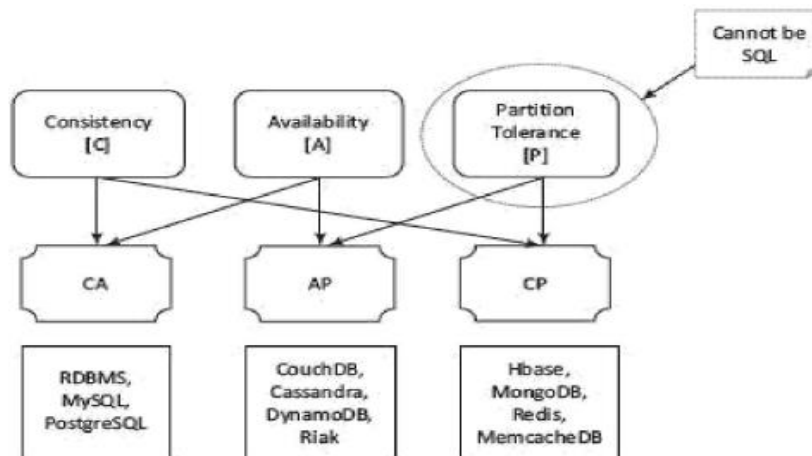 Cannot be
SQL
Consistency
[C]
Availability
[A]
Partition
Tolerance
[P]
CA
AP
CP
RDBMS,
MySQL,
PostgreSQL
CouchDB,
Cassandra,
DynamoDB,
Riak
Hbase,
MongoDB,
Redis,
MemcacheDB